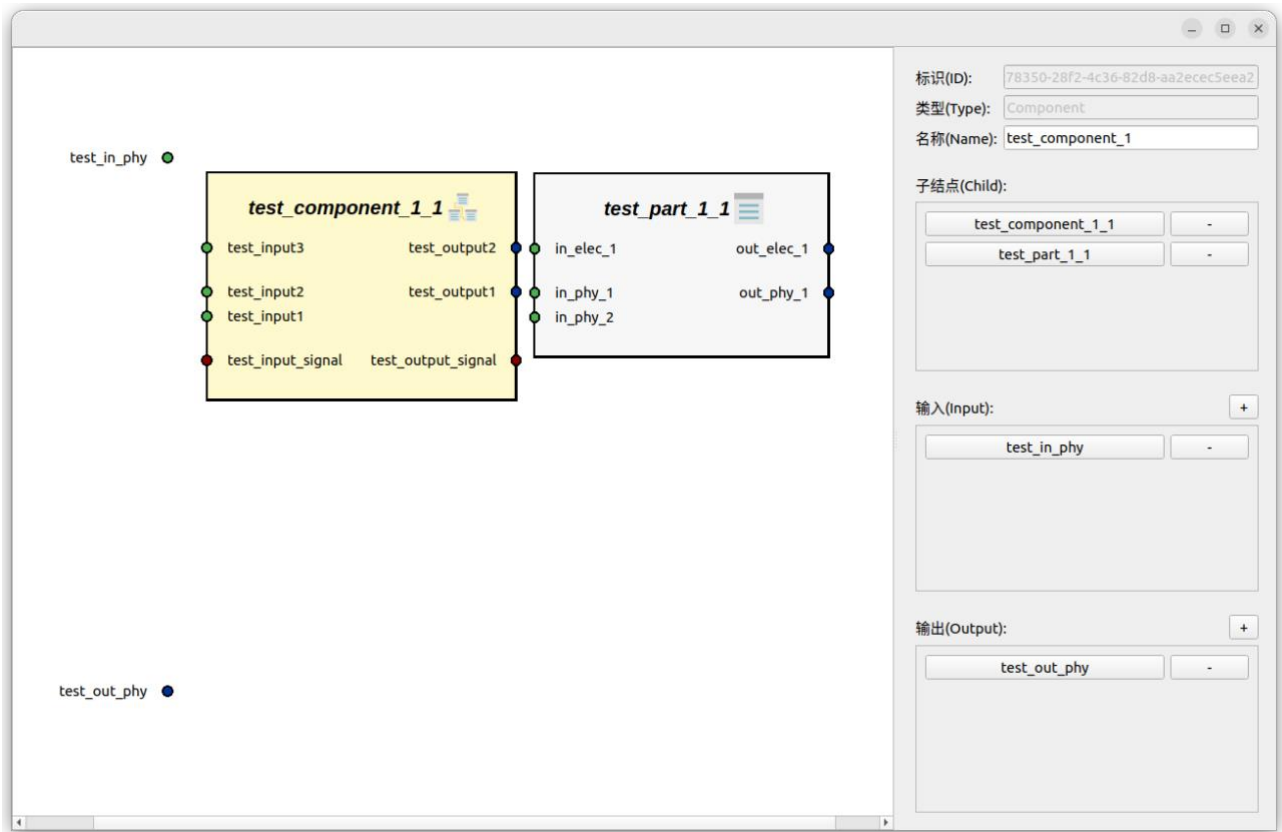 test_in_phy
test_component_1_1
test_input3
test_output2
test_input2
test_output1
test_input1
test_input_signal
test_output_signal
test_part_1_1
in_elec_1
out_elec_1
in_phy_1
out_phy_1
in_phy_2
test_out_phy
标识(ID): 78350-28f2-4c36-82d8-aa2ecec5eea2
类型(Type): Component
名称(Name): test_component_1
子结点(Child):
test_component_1_1 -
test_part_1_1 -
输入(Input): +
test_in_phy -
输出(Output): +
test_out_phy -